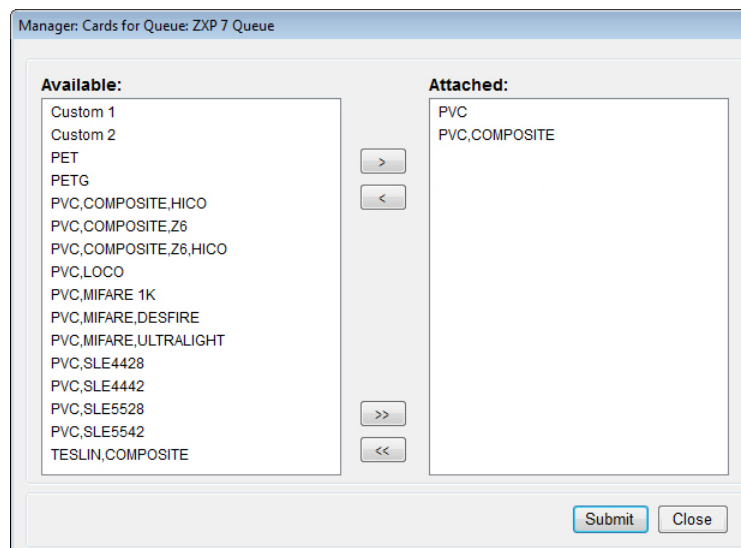 Manager: Cards for Queue: ZXP 7 Queue
Available:
Custom 1
Custom 2
PET
PETG
PVC,COMPOSITE,HICO
PVC,COMPOSITE,Z6
PVC,COMPOSITE,Z6,HICO
PVC,LOCO
PVC,MIFARE 1K
PVC,MIFARE,DESFIRE
PVC,MIFARE,ULTRALIGHT
PVC,SLE4428
PVC,SLE4442
PVC,SLE5528
PVC,SLE5542
TESLIN,COMPOSITE
>
<
>>
<<
Attached:
PVC
PVC,COMPOSITE
Submit
Close